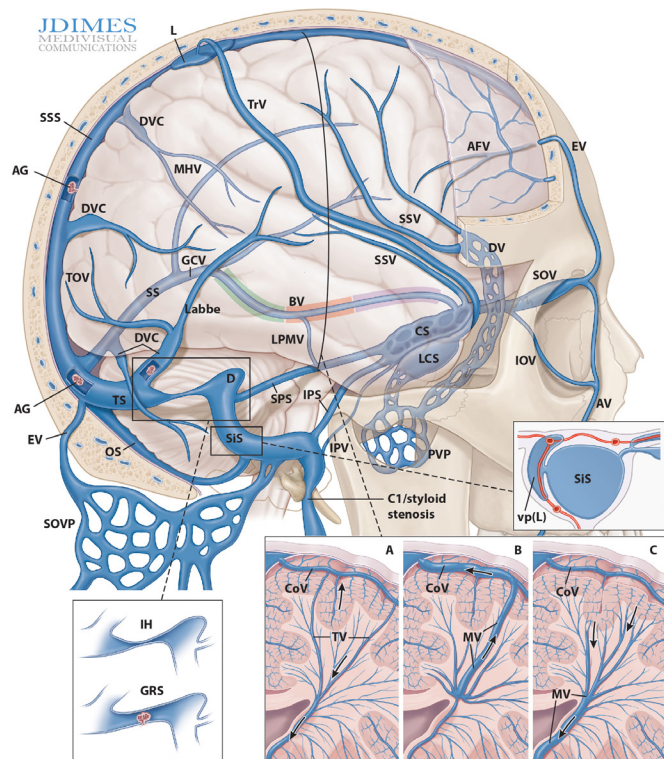 JDIMES
MEDIVISUAL
COMMUNICATIONS
L
SSS
DVC
TrV
AFV
EV
AG
MHV
DVC
SSV
DV
TOV
GCV
SSV
SOV
SS
Labbe
BV
CS
DVC
LPMV
LCS
IOV
D
AG
TS
SPS
IPS
AV
EV
OS
SiS
IPV
PVP
SiS
vp(L)
C1/styloid
stenosis
SOVP
A
B
C
CoV
CoV
CoV
IH
TV
MV
GRS
MV